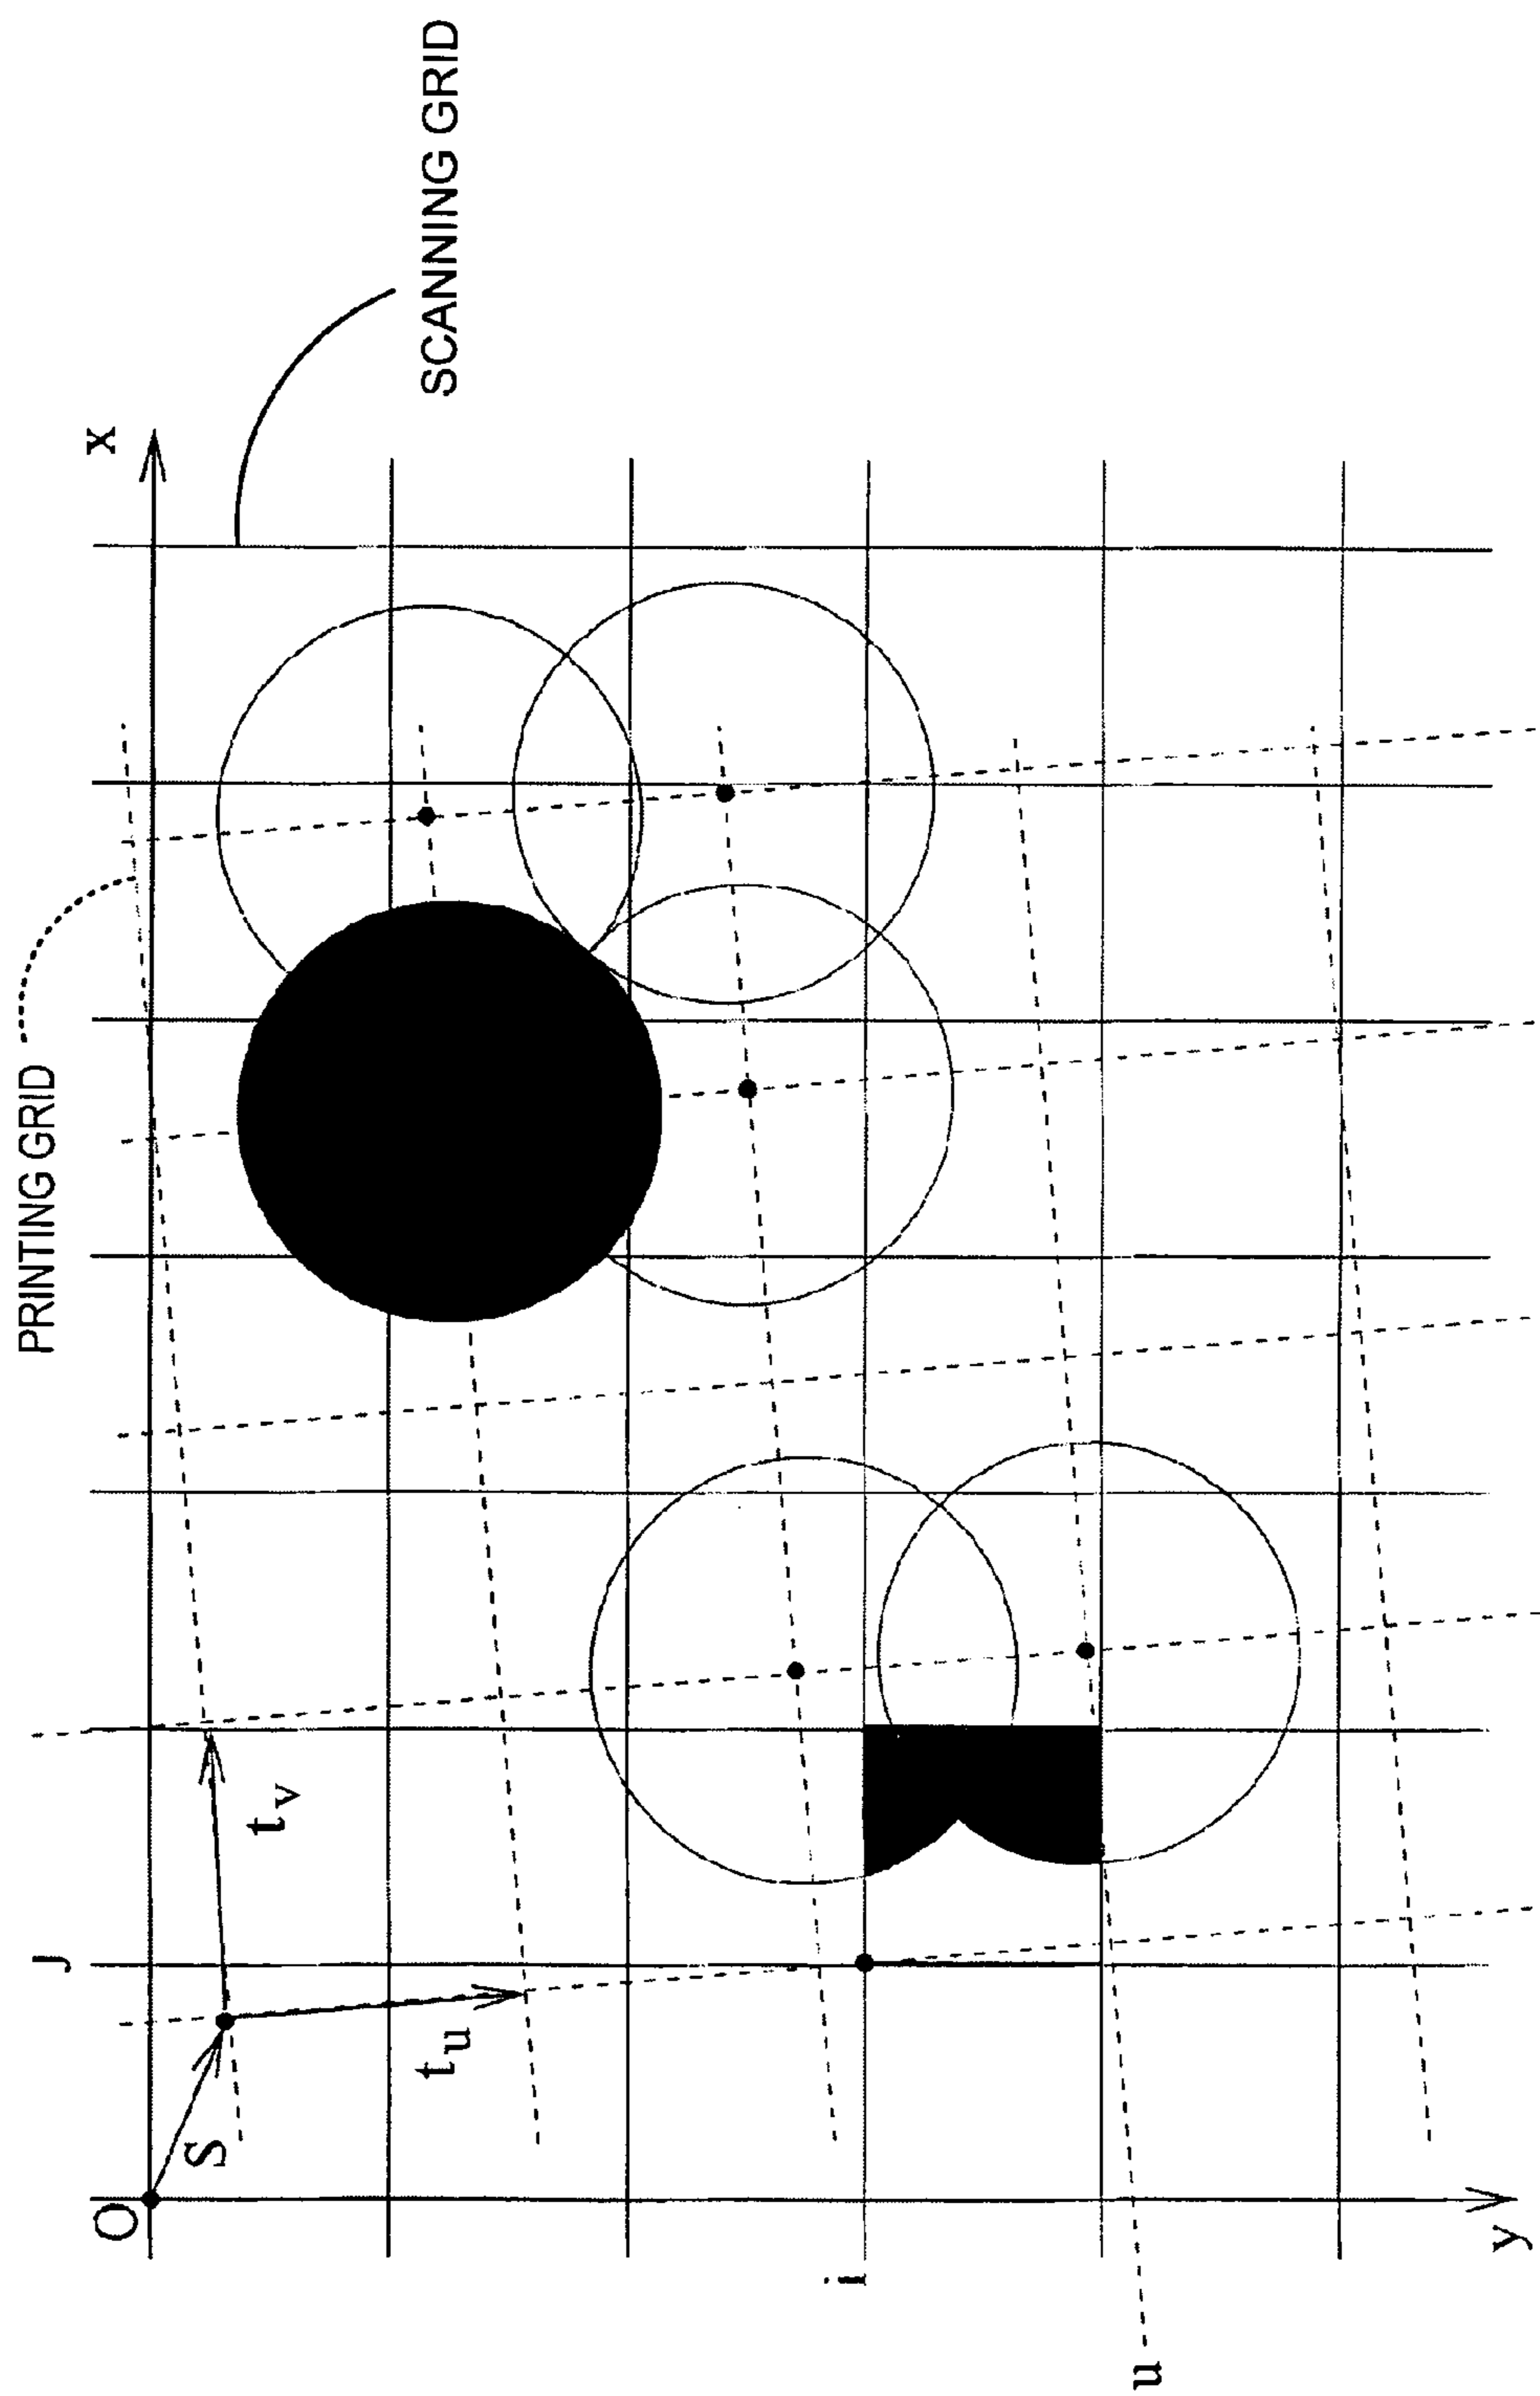 PRINTING GRID
J
O
x
S
t_v
t_u
SCANNING GRID
i
u
y